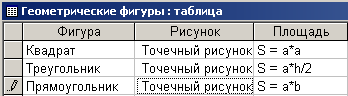 Геометрические фигуры : таблица
Фигура Рисунок Площадь
Квадрат Точечный рисунок S = a*a
Треугольник Точечный рисунок S = a*h/2
Прямоугольник Точечный рисунок S = a*b